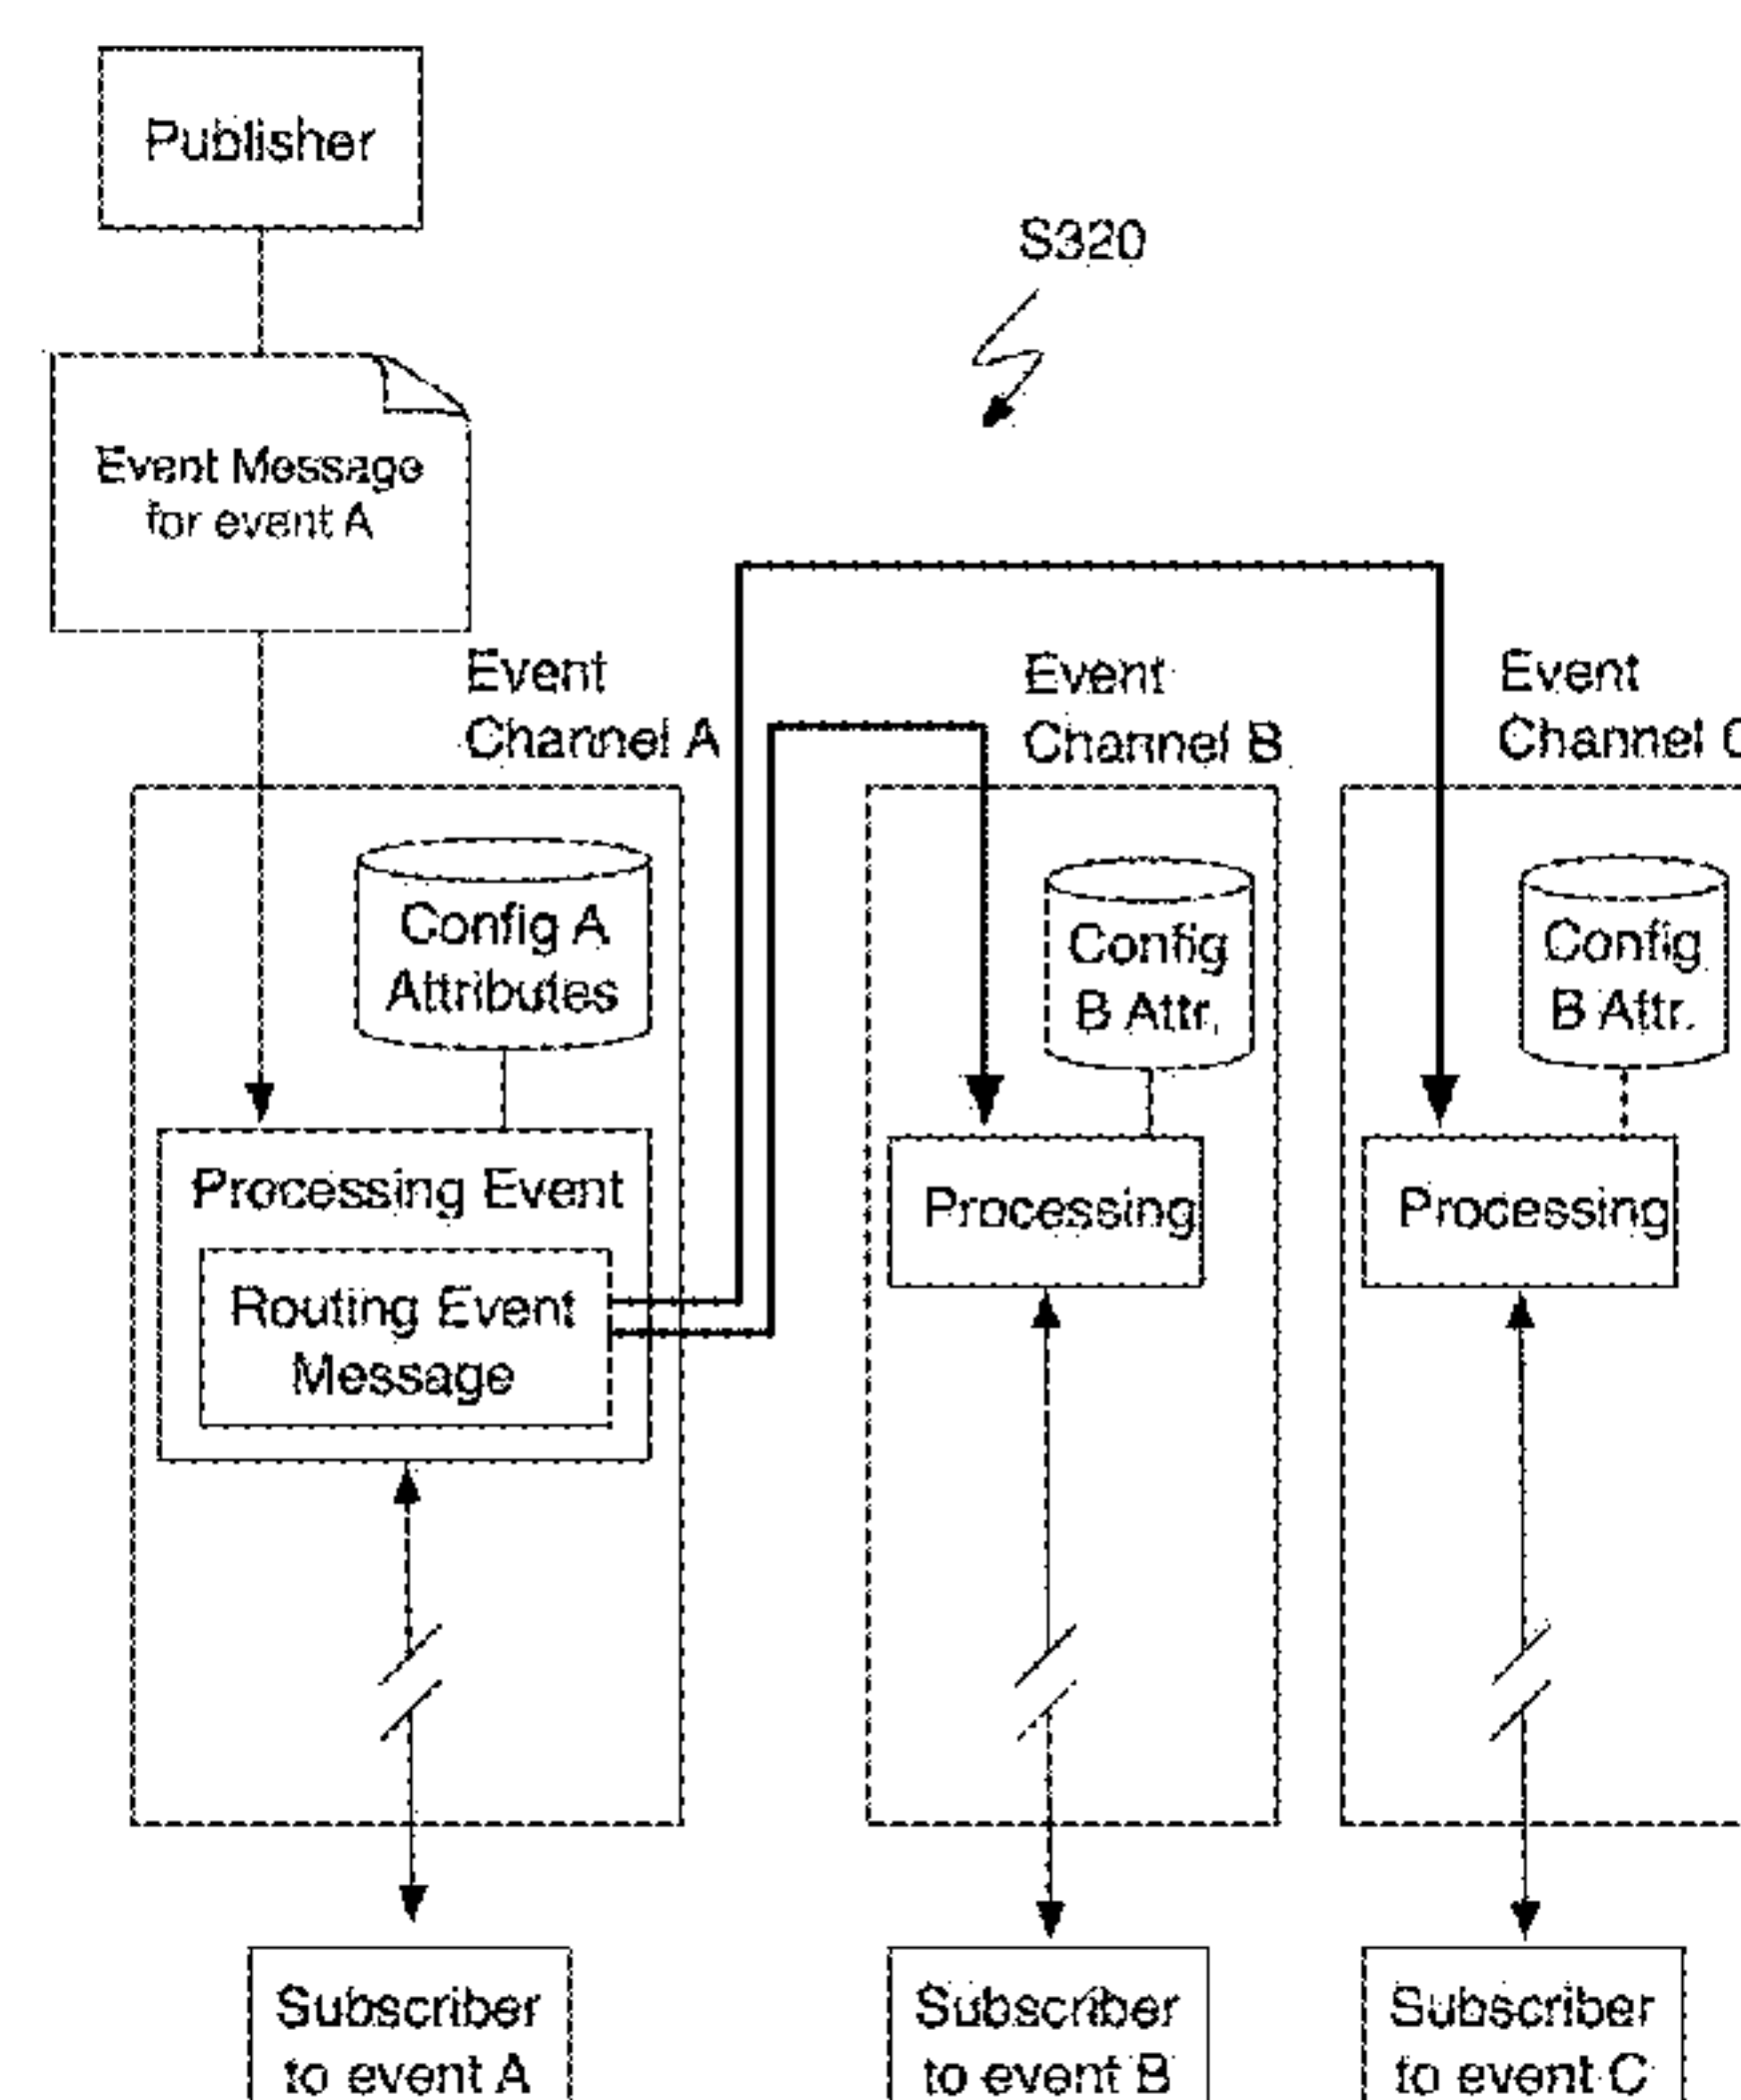 Publisher
S320
Event Message
for event A
Event
Channel A
Event
Channel B
Event
Channel C
Config A
Attributes
Config
B Attr.
Config
B Attr.
Processing Event
Routing Event
Message
Processing
Processing
Subscriber
to event A
Subscriber
to event B
Subscriber
to event C